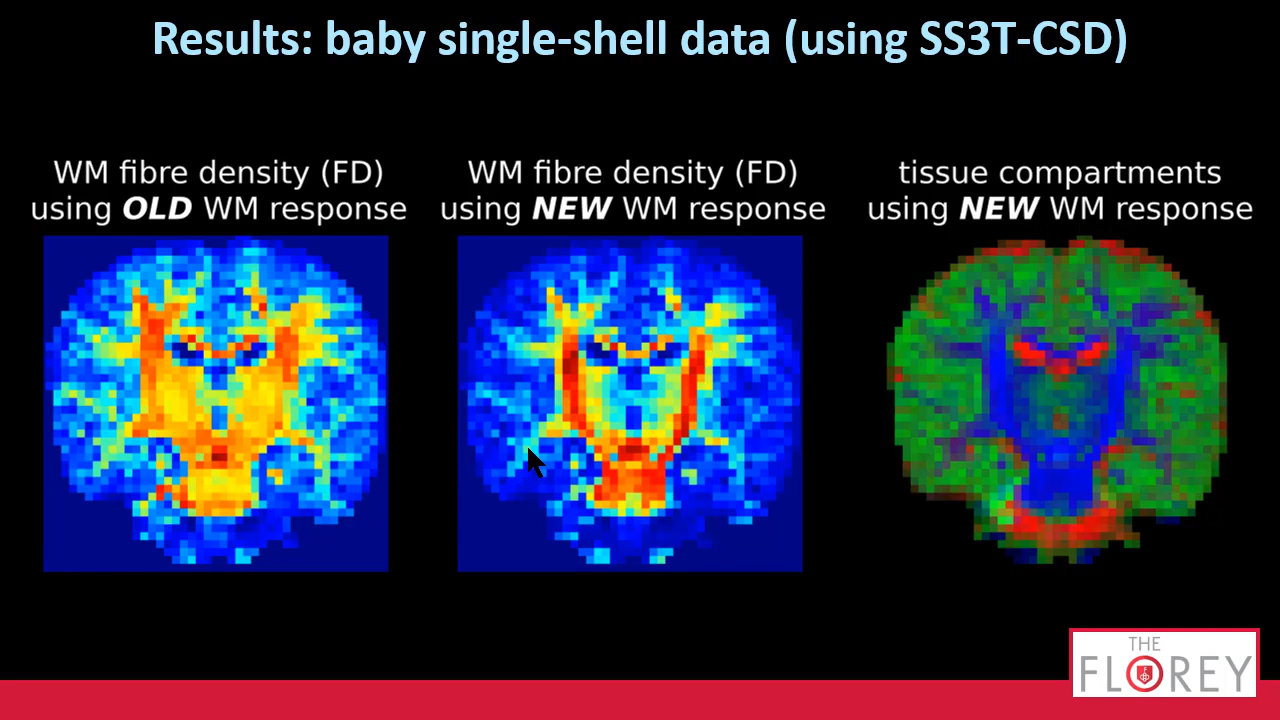 Results: baby single-shell data (using SS3T-CSD)
WM fibre density (FD)
using OLD WM response
WM fibre density (FD)
using NEW WM response
tissue compartments
using NEW WM response
THE
FLOREY